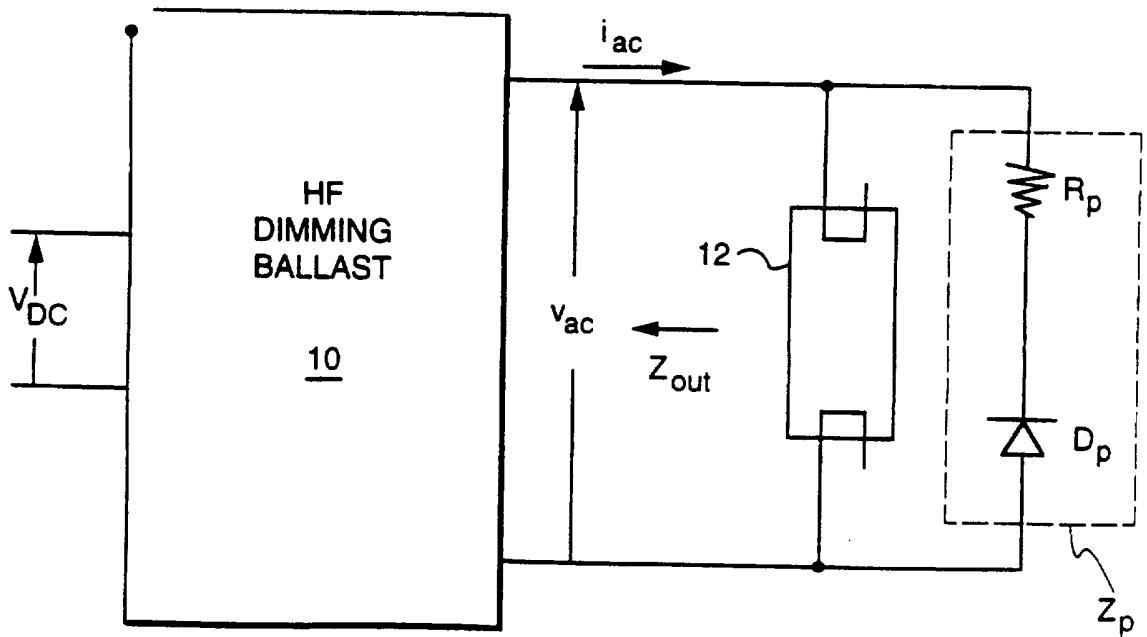 i_ac
HF
DIMMING
BALLAST
10
V_DC
v_ac
Z_out
12
R_p
D_p
Z_p